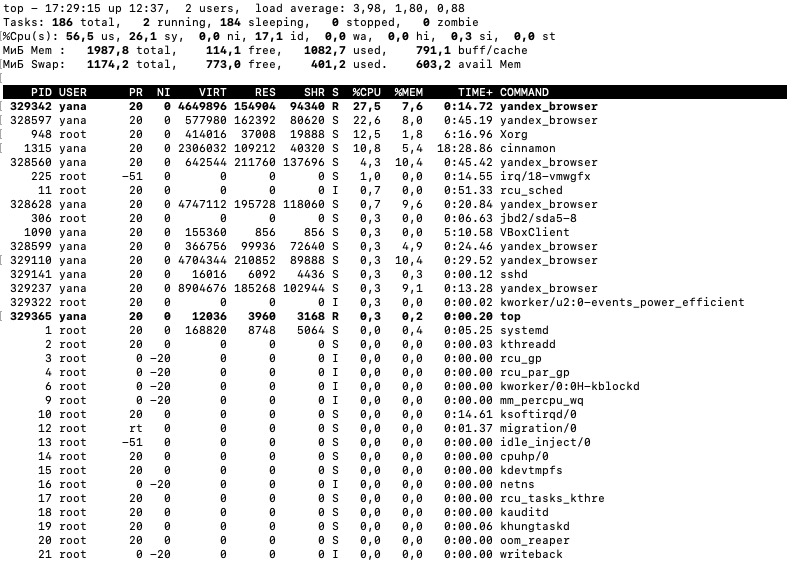 top - 17:29:15 up 12:37,  2 users,  load average: 3,98, 1,80, 0,88
Tasks: 186 total,   2 running, 184 sleeping,   0 stopped,   0 zombie
%Cpu(s): 56,5 us, 26,1 sy,  0,0 ni, 17,1 id,  0,0 wa,  0,0 hi,  0,3 si,  0,0 st
МиБ Mem :   1987,8 total,    114,1 free,   1082,7 used,    791,1 buff/cache
МиБ Swap:   1174,2 total,    773,0 free,    401,2 used.    603,2 avail Mem
PID USER      PR  NI    VIRT    RES    SHR S  %CPU  %MEM     TIME+ COMMAND
329342 yana      20   0 4649896 154904  94340 R  27,5   7,6   0:14.72 yandex_browser
328597 yana      20   0  577980 162392  80620 S  22,6   8,0   0:45.19 yandex_browser
948 root      20   0  414016  37008  19888 S  12,5   1,8   6:16.96 Xorg
1315 yana      20   0 2306032 109212  40320 S  10,8   5,4  18:28.86 cinnamon
328560 yana      20   0  642544 211760 137696 S   4,3  10,4   0:45.42 yandex_browser
225 root     -51   0       0      0      0 S   1,0   0,0   0:14.55 irq/18-vmwgfx
11 root      20   0       0      0      0 I   0,7   0,0   0:51.33 rcu_sched
328628 yana      20   0 4747112 195728 118060 S   0,7   9,6   0:20.84 yandex_browser
306 root      20   0       0      0      0 S   0,3   0,0   0:06.63 jbd2/sda5-8
1090 yana      20   0  155360    856    856 S   0,3   0,0   5:10.58 VBoxClient
328599 yana      20   0  366756  99936  72640 S   0,3   4,9   0:24.46 yandex_browser
329110 yana      20   0 4704344 210852  89888 S   0,3  10,4   0:29.52 yandex_browser
329141 yana      20   0   16016   6092   4436 S   0,3   0,3   0:00.12 sshd
329237 yana      20   0 8904676 185268 102944 S   0,3   9,1   0:13.28 yandex_browser
329322 root      20   0       0      0      0 I   0,3   0,0   0:00.02 kworker/u2:0-events_power_efficient
329365 yana      20   0   12036   3960   3168 R   0,3   0,2   0:00.20 top
1 root      20   0  168820   8748   5064 S   0,0   0,4   0:05.25 systemd
2 root      20   0       0      0      0 S   0,0   0,0   0:00.03 kthreadd
3 root       0 -20       0      0      0 I   0,0   0,0   0:00.00 rcu_gp
4 root       0 -20       0      0      0 I   0,0   0,0   0:00.00 rcu_par_gp
6 root       0 -20       0      0      0 I   0,0   0,0   0:00.00 kworker/0:0H-kblockd
9 root       0 -20       0      0      0 I   0,0   0,0   0:00.00 mm_percpu_wq
10 root      20   0       0      0      0 S   0,0   0,0   0:14.61 ksoftirqd/0
12 root      rt   0       0      0      0 S   0,0   0,0   0:01.37 migration/0
13 root     -51   0       0      0      0 S   0,0   0,0   0:00.00 idle_inject/0
14 root      20   0       0      0      0 S   0,0   0,0   0:00.00 cpuhp/0
15 root      20   0       0      0      0 S   0,0   0,0   0:00.00 kdevtmpfs
16 root       0 -20       0      0      0 I   0,0   0,0   0:00.00 netns
17 root      20   0       0      0      0 S   0,0   0,0   0:00.00 rcu_tasks_kthre
18 root      20   0       0      0      0 S   0,0   0,0   0:00.00 kauditd
19 root      20   0       0      0      0 S   0,0   0,0   0:00.06 khungtaskd
20 root      20   0       0      0      0 S   0,0   0,0   0:00.00 oom_reaper
21 root       0 -20       0      0      0 I   0,0   0,0   0:00.00 writeback